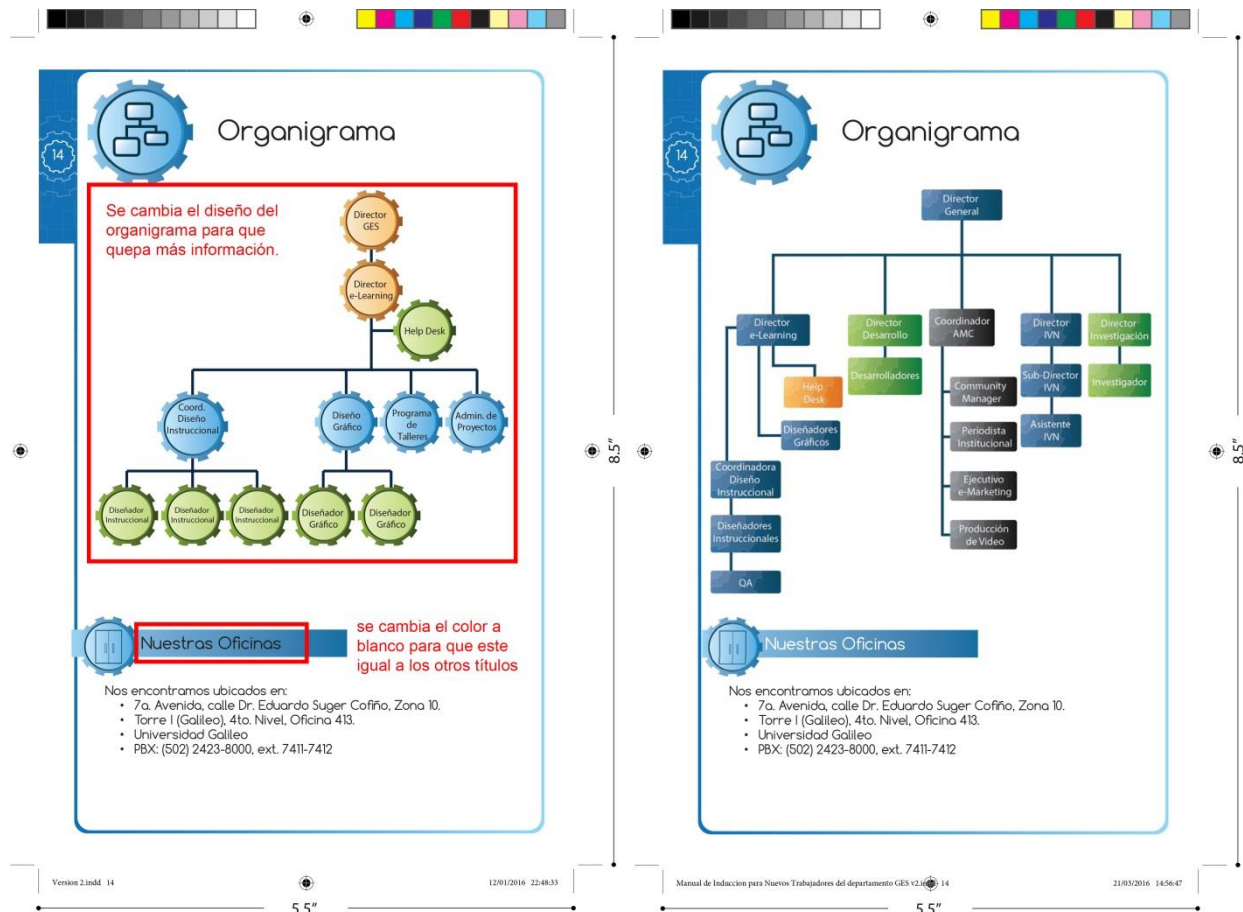 Organigrama
14
Se cambia el diseño del
organigrama para que
quepa más información.
Director
GES
Director
e-Learning
Help Desk
Coord.
Diseño
Instruccional
Diseño
Gráfico
Programa
de
Talleres
Admin. de
Proyectos
Diseñador
Instruccional
Diseñador
Instruccional
Diseñador
Instruccional
Diseñador
Gráfico
Diseñador
Gráfico
Nuestras Oficinas
se cambia el color a
blanco para que este
igual a los otros títulos
Nos encontramos ubicados en:
• 7a. Avenida, calle Dr. Eduardo Suger Cofiño, Zona 10.
• Torre I (Galileo), 4to. Nivel, Oficina 413.
• Universidad Galileo
• PBX: (502) 2423-8000, ext. 7411-7412
8.5"
Version 2.indd 14
12/01/2016 22:48:33
5.5"
Organigrama
14
Director
General
Director
e-Learning
Director
Desarrollo
Coordinador
AMC
Director
IVN
Director
Investigación
Help
Desk
Desarrolladores
Community
Manager
Sub-Director
IVN
Investigador
Diseñadores
Gráficos
Periodista
Institucional
Asistente
IVN
Coordinadora
Diseño
Instruccional
Ejecutivo
e-Marketing
Diseñadores
Instruccionales
Producción
de Video
QA
Nuestras Oficinas
Nos encontramos ubicados en:
• 7a. Avenida, calle Dr. Eduardo Suger Cofiño, Zona 10.
• Torre I (Galileo), 4to. Nivel, Oficina 413.
• Universidad Galileo
• PBX: (502) 2423-8000, ext. 7411-7412
8.5"
Manual de Induccion para Nuevos Trabajadores del departamento GES v2.indd 14
21/03/2016 14:56:47
5.5"